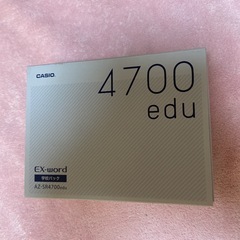 CASIO
4700
edu
EX-word
学校パック
AZ-SR4700edu